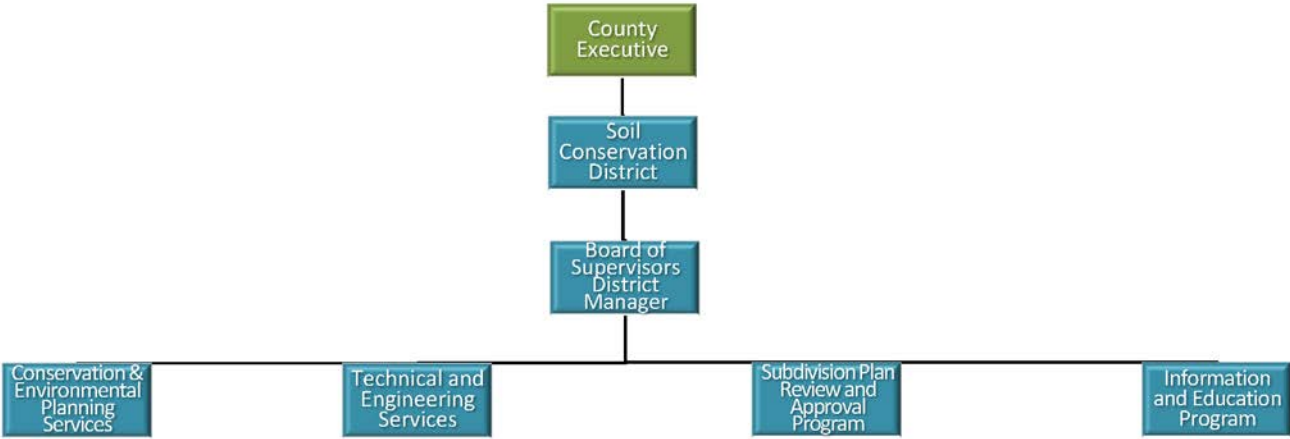 County
Executive
Soil
Conservation
District
Board of
Supervisors
District
Manager
Conservation &
Environmental
Planning
Services
Technical and
Engineering
Services
Subdivision Plan
Review and
Approval
Program
Information
and Education
Program